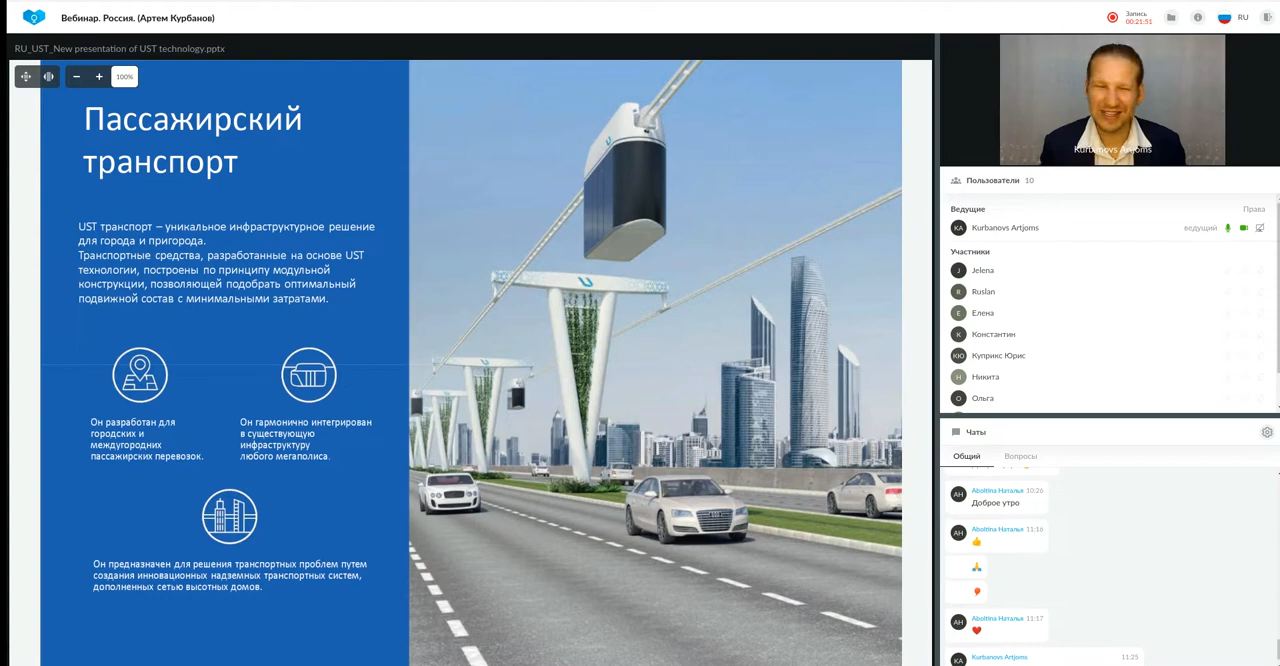 Вебинар. Россия. (Артем Курбанов)
Запись
00:21:51
RU
RU_UST_New presentation of UST technology.pptx
100%
Пассажирский
транспорт
UST транспорт – уникальное инфраструктурное решение
для города и пригорода.
Транспортные средства, разработанные на основе UST
технологии, построены по принципу модульной
конструкции, позволяющей подобрать оптимальный
подвижной состав с минимальными затратами.
Он разработан для
городских и
междугородних
пассажирских перевозок.
Он гармонично интегрирован
в существующую
инфраструктуру
любого мегаполиса.
Он предназначен для решения транспортных проблем путем
создания инновационных надземных транспортных систем,
дополненных сетью высотных домов.
Kurbanovs Artjoms
Пользователи 10
Ведущие Права
KA Kurbanovs Artjoms ведущий
Участники
J Jelena
R Ruslan
Е Елена
К Константин
КЮ Куприкс Юрис
Н Никита
О Ольга
Чаты
Общий Вопросы
АН Aboltina Наталья 10:26
Доброе утро
АН Aboltina Наталья 11:16
👍
🙏
🎈
АН Aboltina Наталья 11:17
❤️
KA Kurbanovs Artjoms 11:25